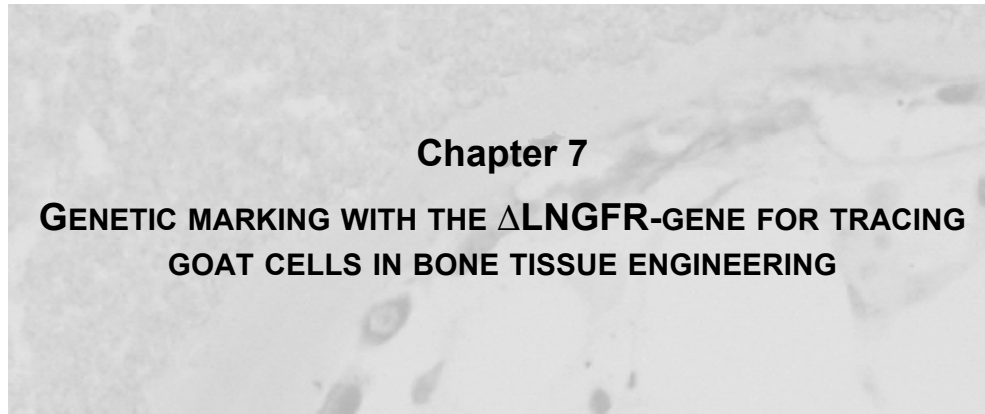 Chapter 7
GENETIC MARKING WITH THE ΔLNGFR-GENE FOR TRACING
GOAT CELLS IN BONE TISSUE ENGINEERING